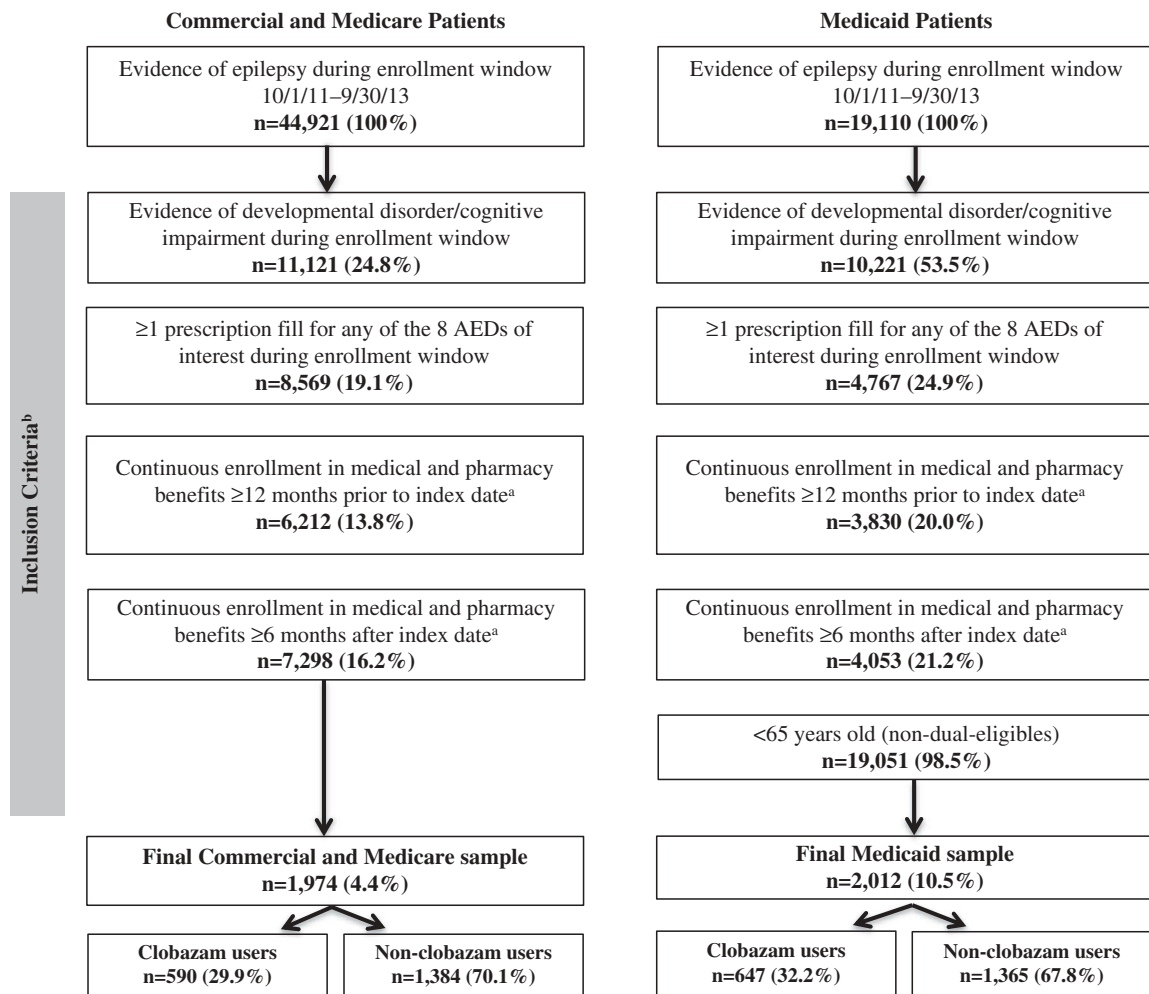 Commercial and Medicare Patients
Evidence of epilepsy during enrollment window
10/1/11–9/30/13
n=44,921 (100%)
Inclusion Criteriaᵇ
Evidence of developmental disorder/cognitive
impairment during enrollment window
n=11,121 (24.8%)
≥1 prescription fill for any of the 8 AEDs of
interest during enrollment window
n=8,569 (19.1%)
Continuous enrollment in medical and pharmacy
benefits ≥12 months prior to index dateᵃ
n=6,212 (13.8%)
Continuous enrollment in medical and pharmacy
benefits ≥6 months after index dateᵃ
n=7,298 (16.2%)
Final Commercial and Medicare sample
n=1,974 (4.4%)
Clobazam users
n=590 (29.9%)
Non-clobazam users
n=1,384 (70.1%)
Medicaid Patients
Evidence of epilepsy during enrollment window
10/1/11–9/30/13
n=19,110 (100%)
Evidence of developmental disorder/cognitive
impairment during enrollment window
n=10,221 (53.5%)
≥1 prescription fill for any of the 8 AEDs of
interest during enrollment window
n=4,767 (24.9%)
Continuous enrollment in medical and pharmacy
benefits ≥12 months prior to index dateᵃ
n=3,830 (20.0%)
Continuous enrollment in medical and pharmacy
benefits ≥6 months after index dateᵃ
n=4,053 (21.2%)
<65 years old (non-dual-eligibles)
n=19,051 (98.5%)
Final Medicaid sample
n=2,012 (10.5%)
Clobazam users
n=647 (32.2%)
Non-clobazam users
n=1,365 (67.8%)